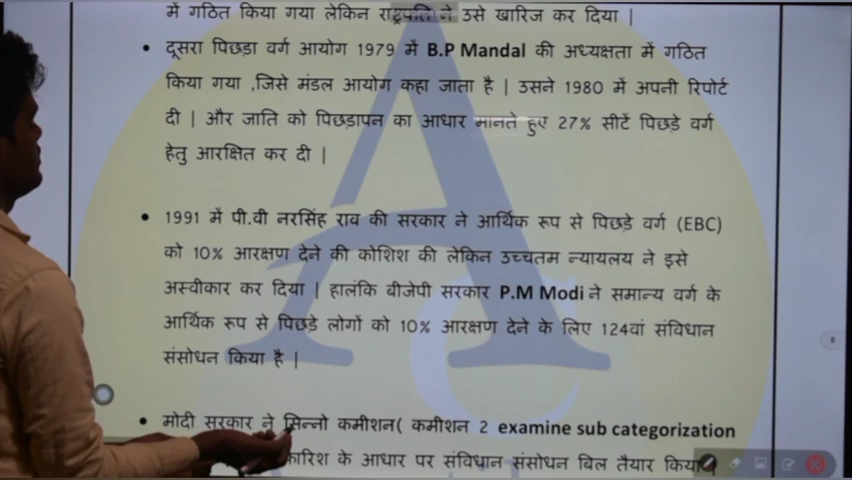 में गठित किया गया लेकिन राष्ट्रपति ने उसे खारिज कर दिया |
• दूसरा पिछड़ा वर्ग आयोग 1979 में B.P Mandal की अध्यक्षता में गठित
किया गया ,जिसे मंडल आयोग कहा जाता है | उसने 1980 में अपनी रिपोर्ट
दी | और जाति को पिछड़ापन का आधार मानते हुए 27% सीटें पिछड़े वर्ग
हेतु आरक्षित कर दी |
• 1991 में पी.वी नरसिंह राव की सरकार ने आर्थिक रूप से पिछड़े वर्ग (EBC)
को 10% आरक्षण देने की कोशिश की लेकिन उच्चतम न्यायलय ने इसे
अस्वीकार कर दिया | हालंकि बीजेपी सरकार P.M Modi ने समान्य वर्ग के
आर्थिक रूप से पिछड़े लोगों को 10% आरक्षण देने के लिए 124वां संविधान
संसोधन किया है |
• मोदी सरकार ने सिन्नो कमीशन( कमीशन 2 examine sub categorization
के आधार पर संविधान संसोधन बिल तैयार किया
8